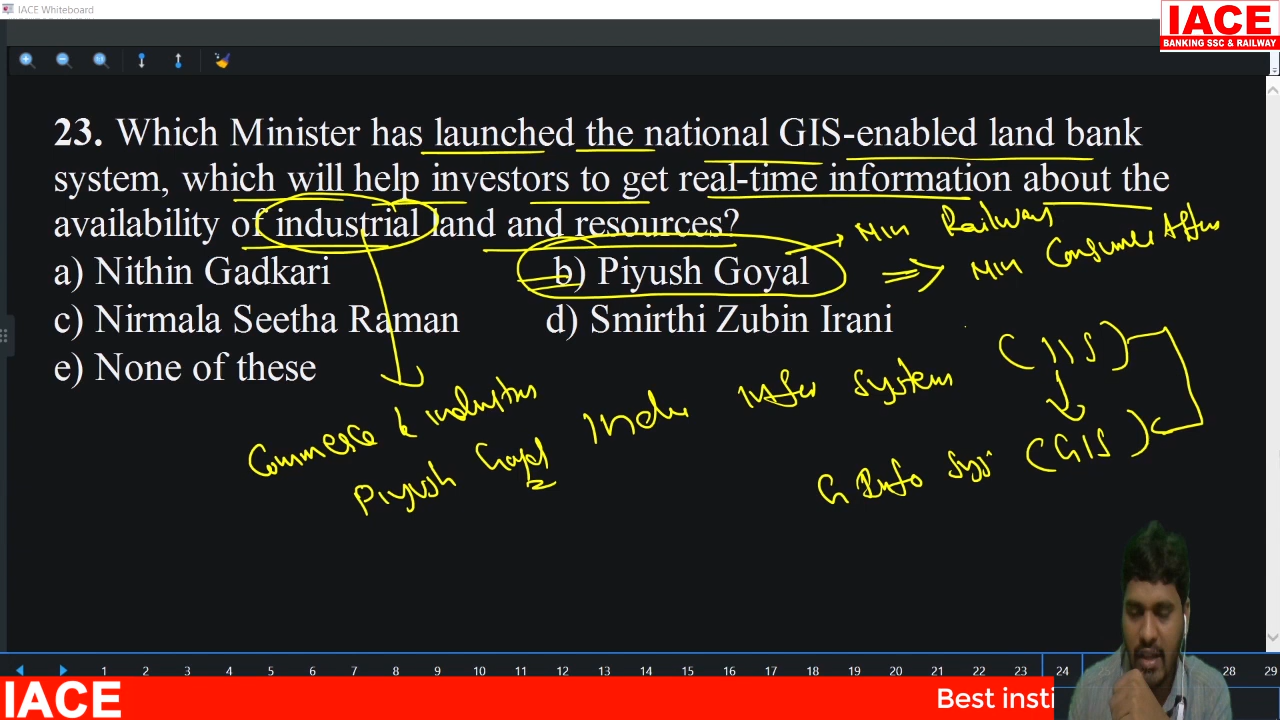 IACE Whiteboard
IACE
BANKING SSC & RAILWAY
23. Which Minister has launched the national GIS-enabled land bank
system, which will help investors to get real-time information about the
availability of industrial land and resources?
a) Nithin Gadkari
b) Piyush Goyal
c) Nirmala Seetha Raman
d) Smirthi Zubin Irani
e) None of these
Min Railway
Min Consumer Affairs
Commerce & industries
Piyush Goyal
system (IIS)
Info Sys (GIS)
1 2 3 4 5 6 7 8 9 10 11 12 13 14 15 16 17 18 19 20 21 22 23 24 28 29
IACE
Best insti